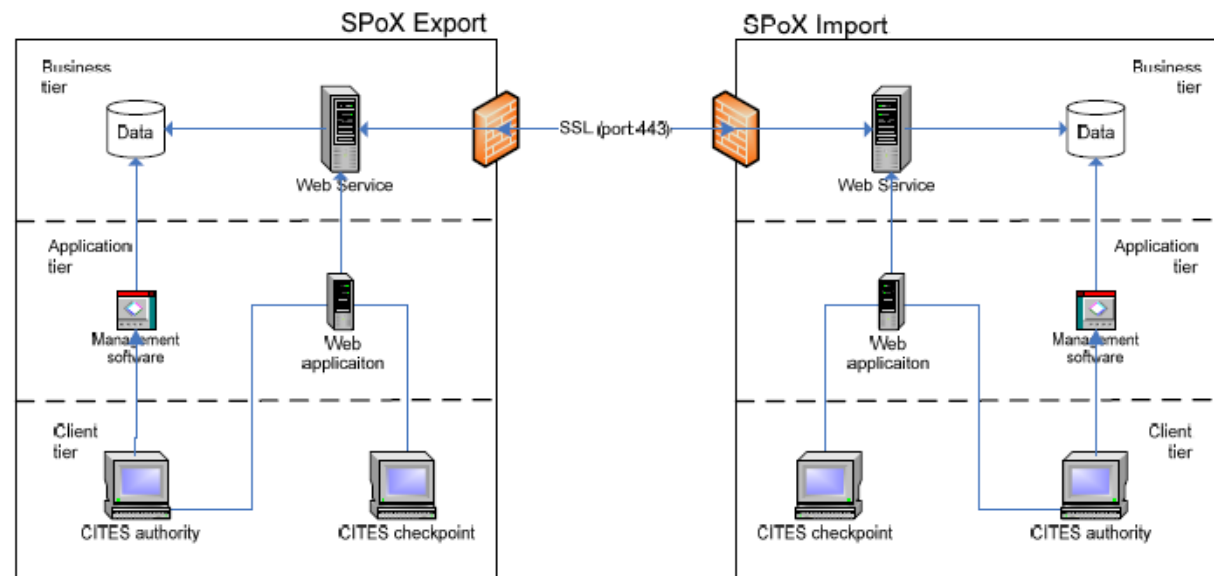 SPoX Export
Business
tier
Data
Web Service
Application
tier
Management
software
Web
applicaiton
Client
tier
CITES authority
CITES checkpoint
SSL (port 443)
SPoX Import
Business
tier
Web Service
Data
Application
tier
Web
applicaiton
Management
software
Client
tier
CITES checkpoint
CITES authority